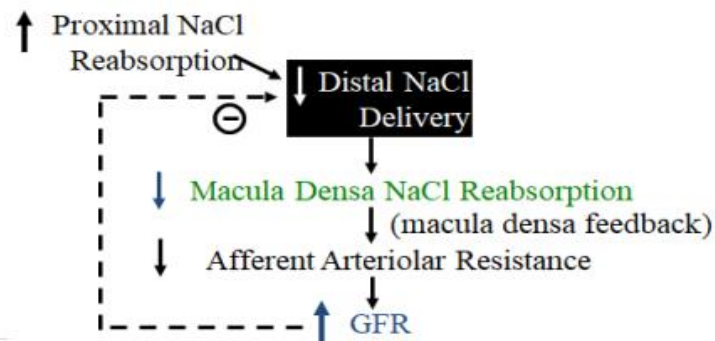 ↑ Proximal NaCl
Reabsorption
↓ Distal NaCl
Delivery
−
↓ Macula Densa NaCl Reabsorption
(macula densa feedback)
↓ Afferent Arteriolar Resistance
↑ GFR